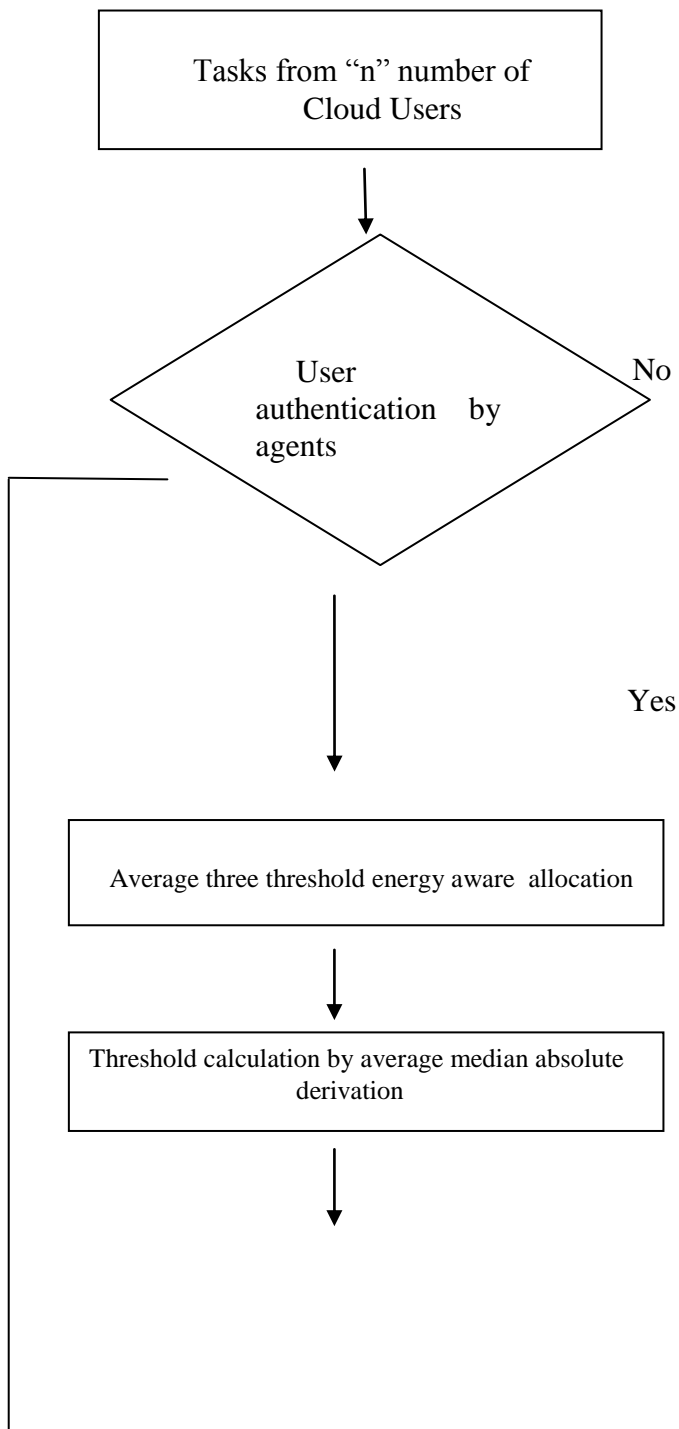 Tasks from “n” number of
Cloud Users
No
User
authentication by
agents
Yes
Average three threshold energy aware allocation
Threshold calculation by average median absolute
derivation